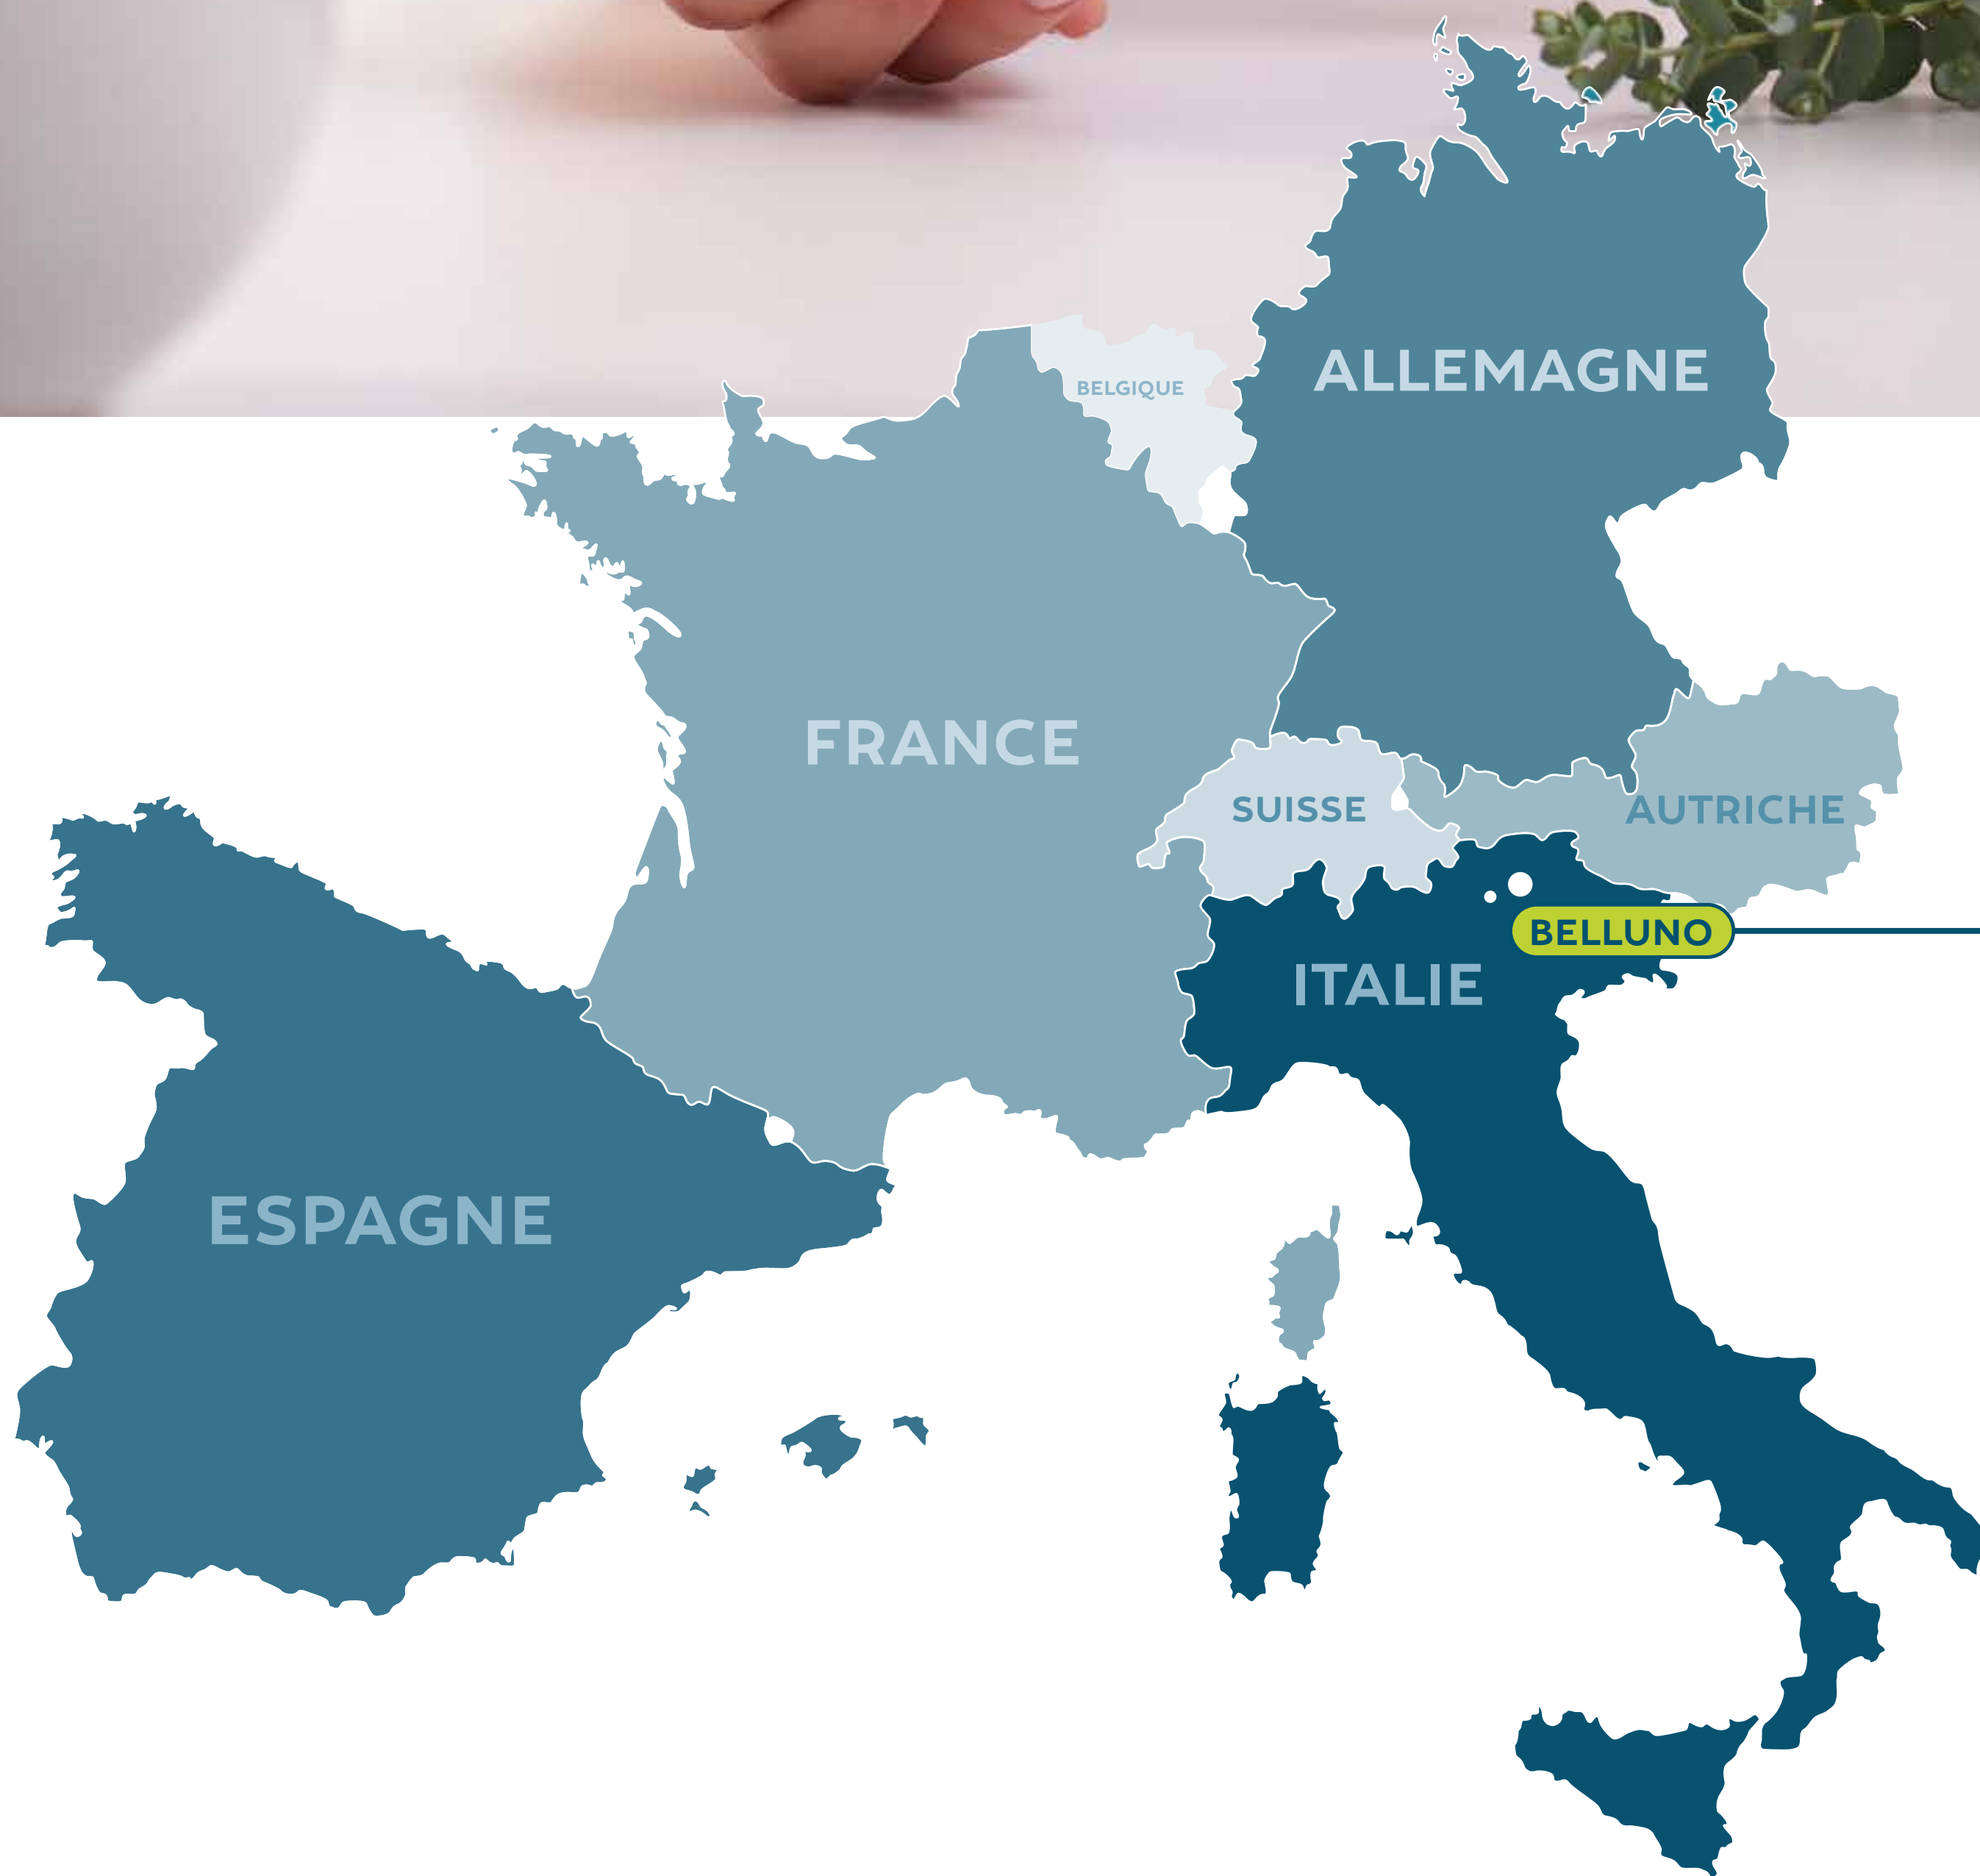 ALLEMAGNE
BELGIQUE
FRANCE
SUISSE
AUTRICHE
BELLUNO
ITALIE
ESPAGNE